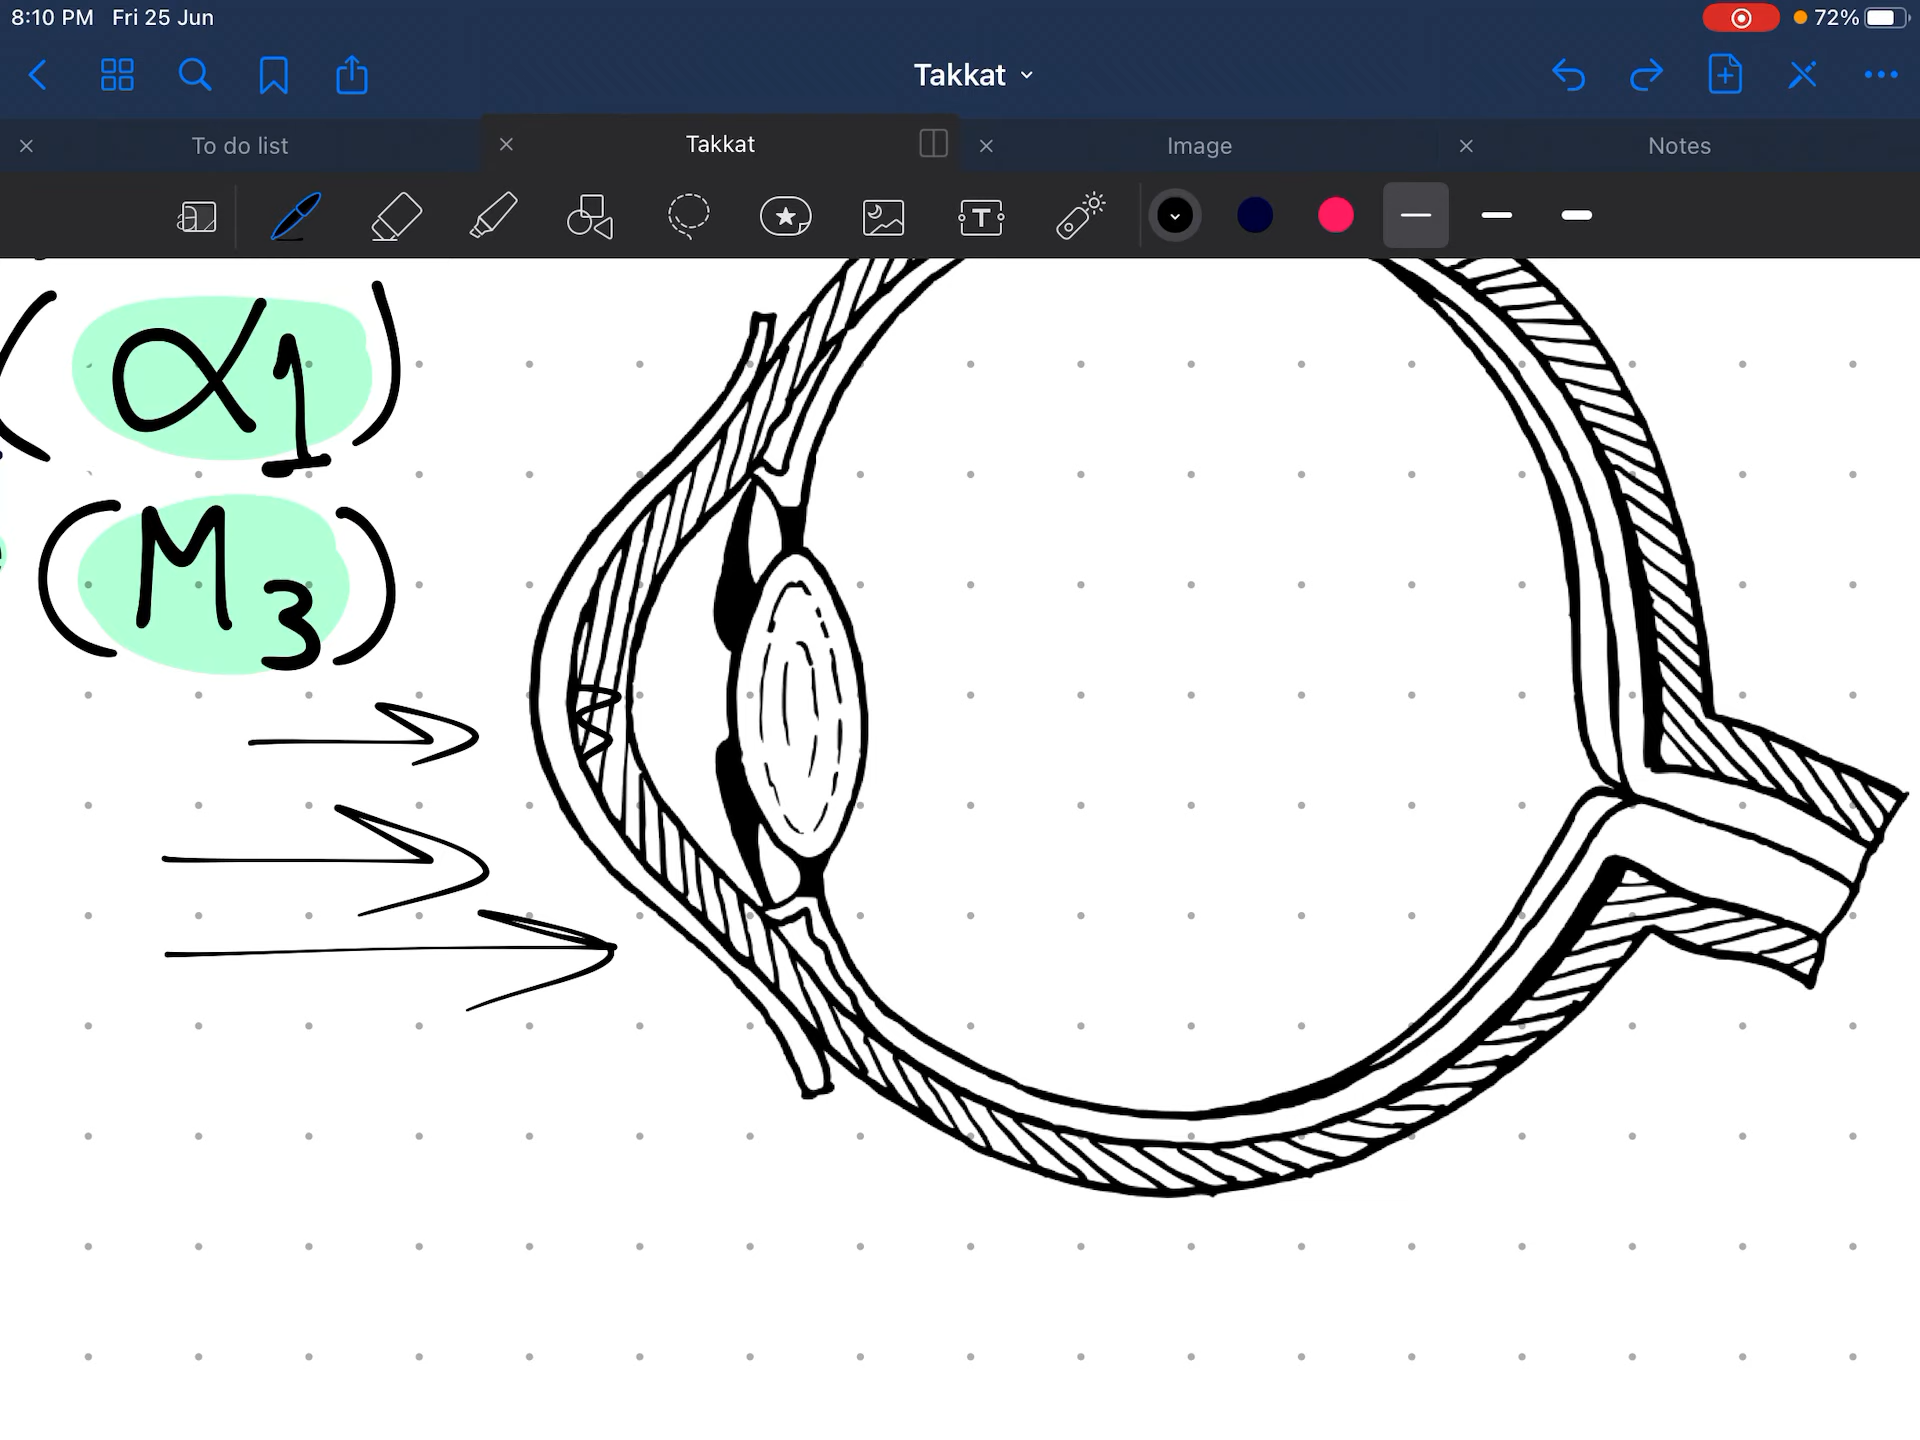 8:10 PM Fri 25 Jun 72%
Takkat
To do list Takkat Image Notes
(α1)
(M3)